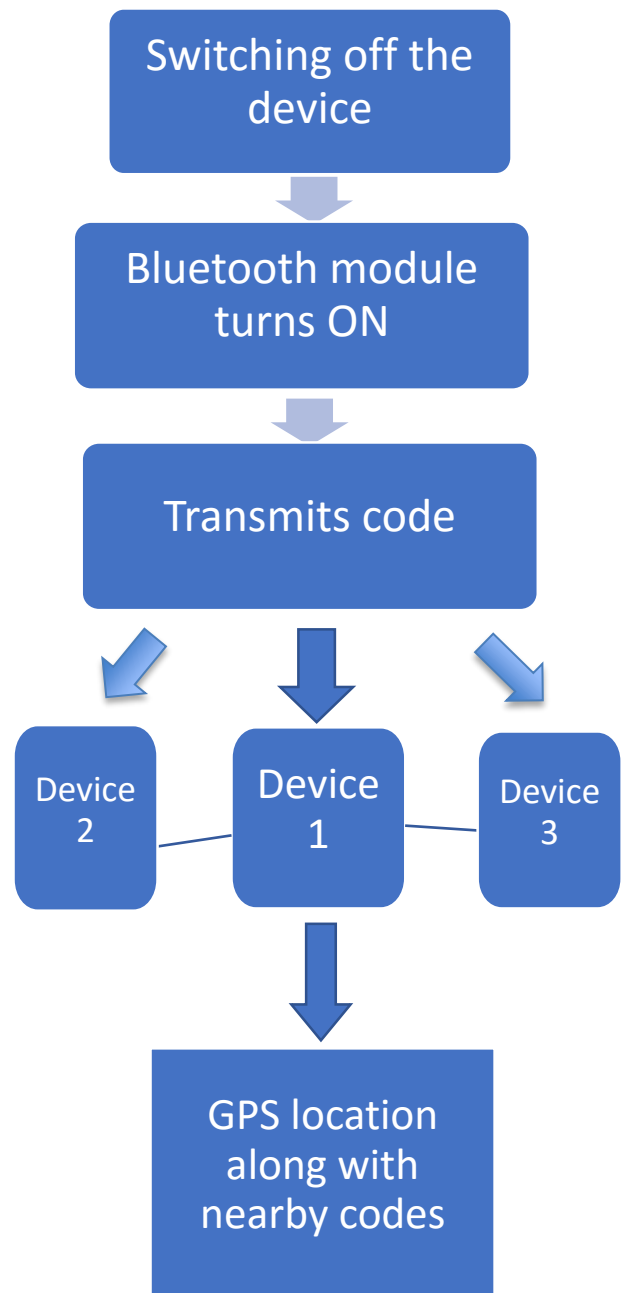 Switching off the
device
Bluetooth module
turns ON
Transmits code
Device
2
Device
1
Device
3
GPS location
along with
nearby codes